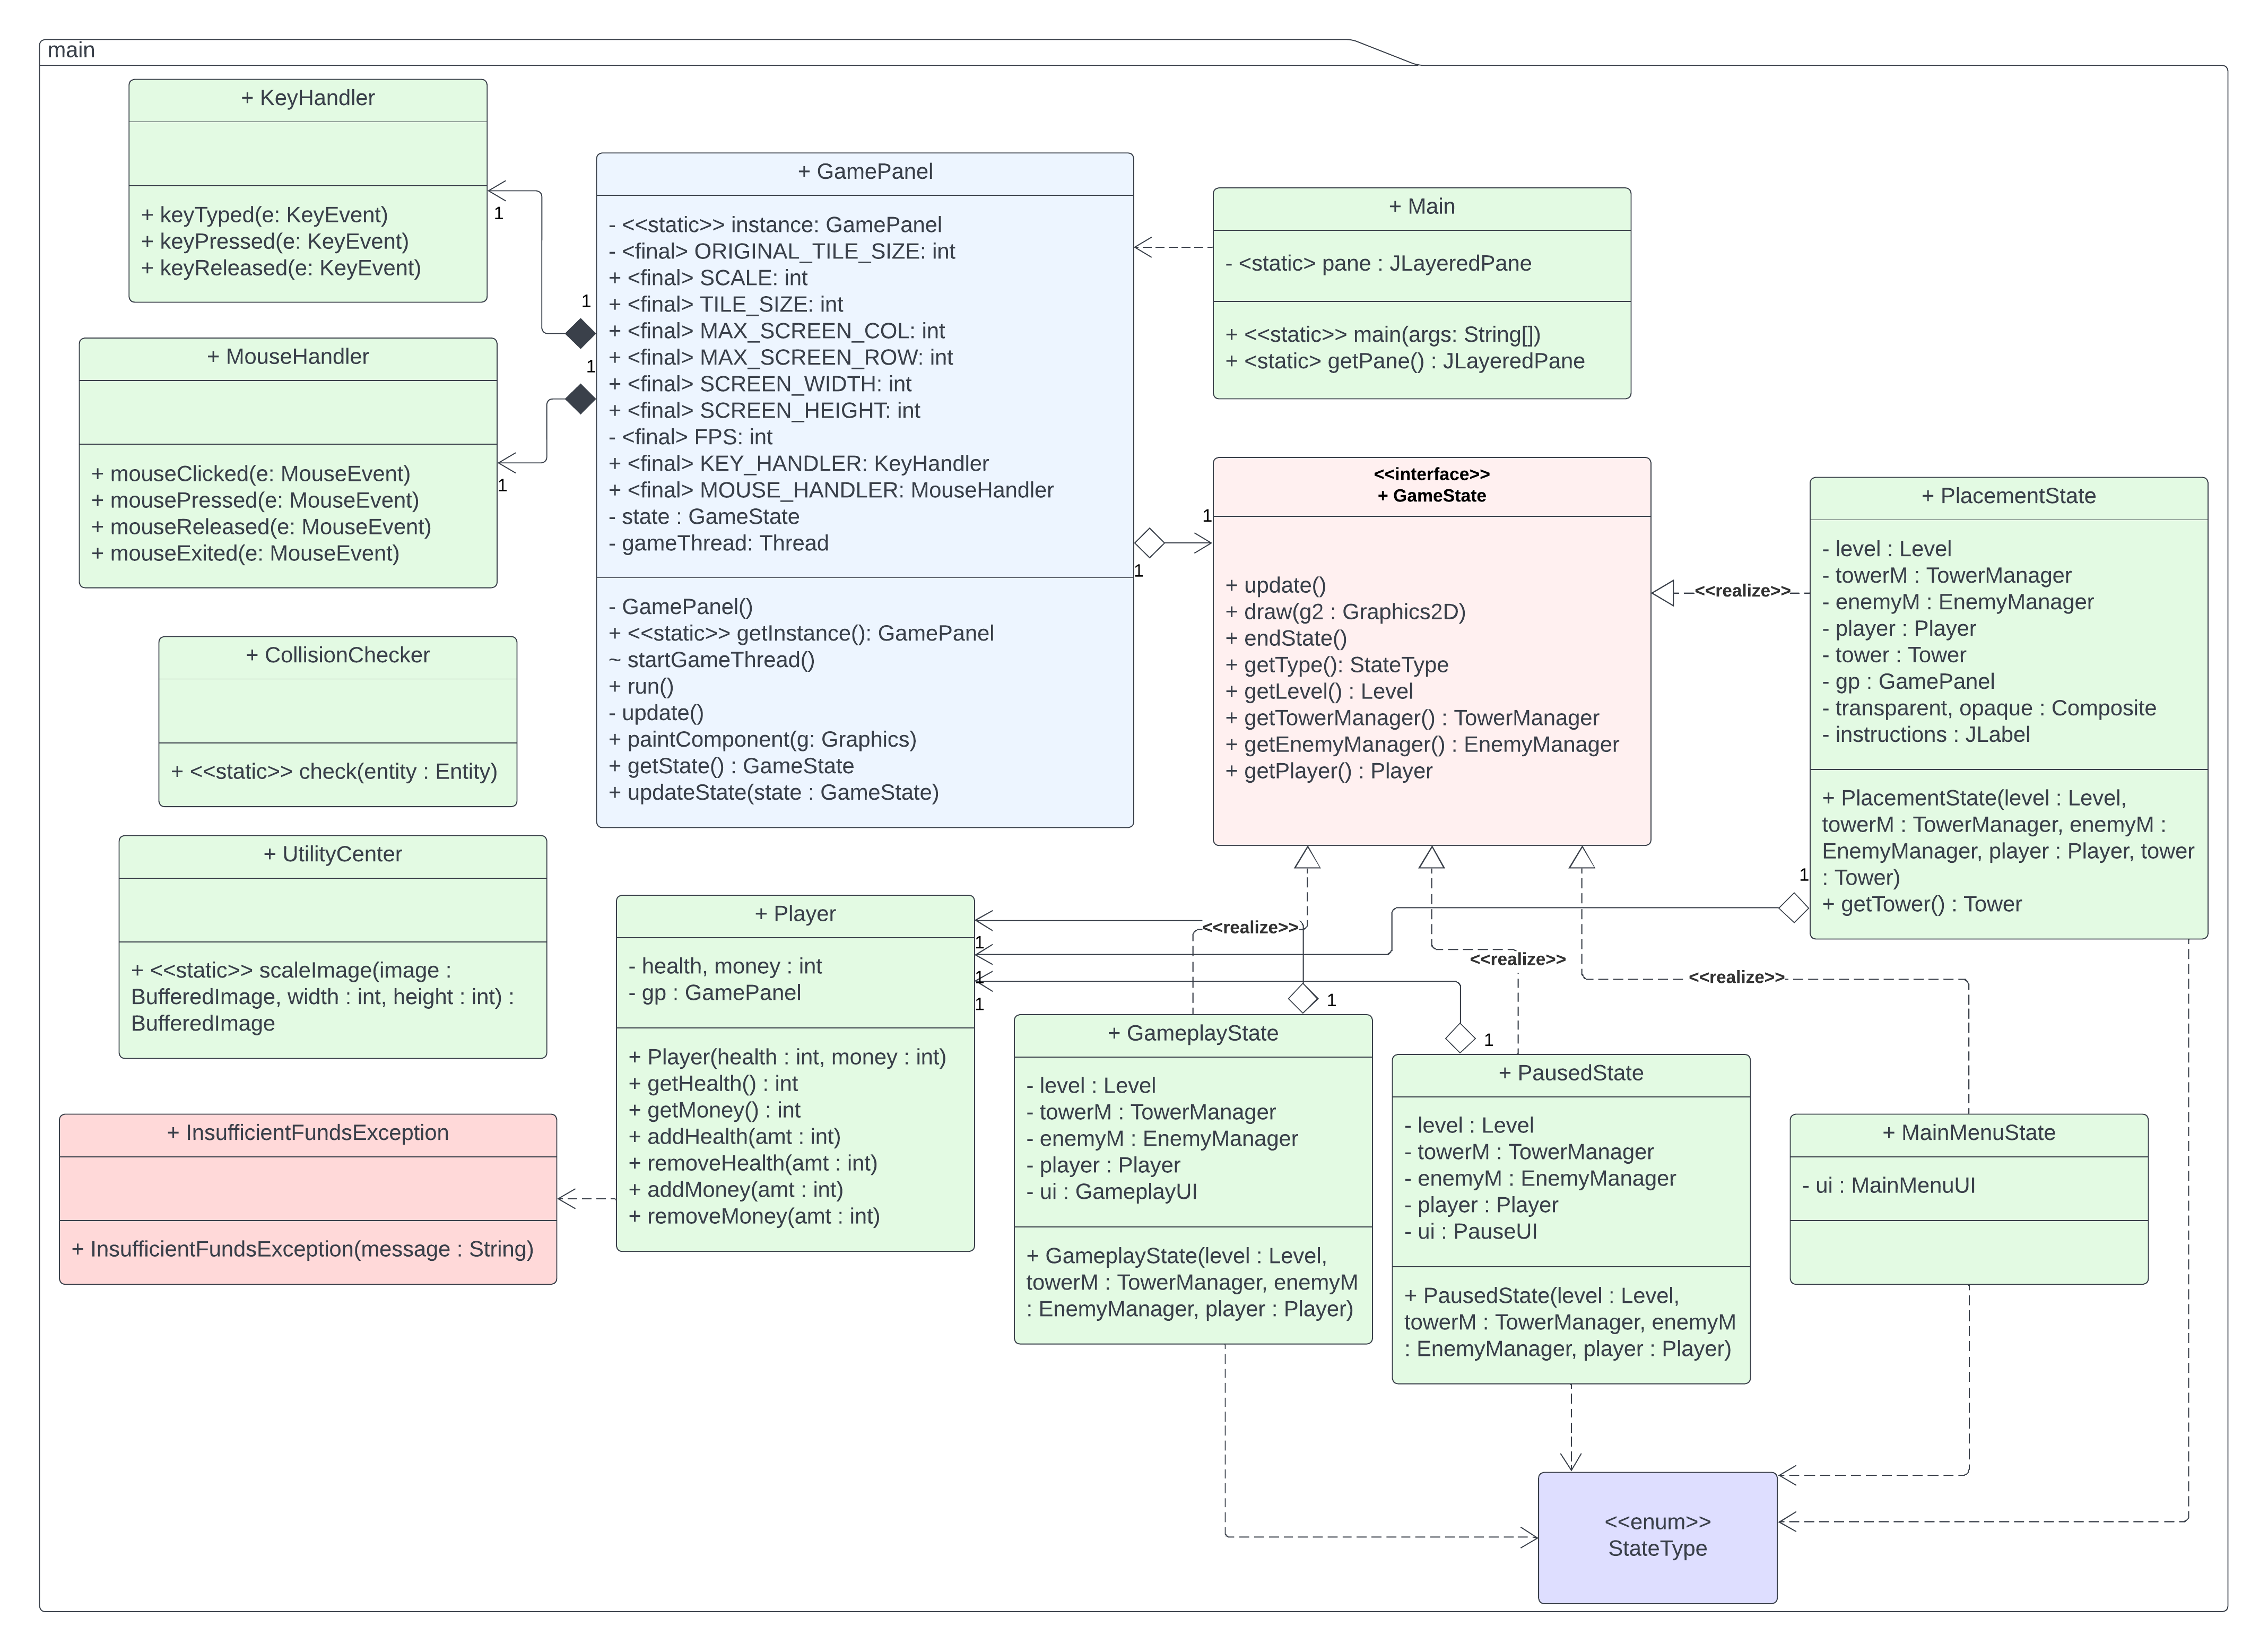 main
+ KeyHandler
+ keyTyped(e: KeyEvent)
+ keyPressed(e: KeyEvent)
+ keyReleased(e: KeyEvent)
1
1
+ MouseHandler
+ mouseClicked(e: MouseEvent)
+ mousePressed(e: MouseEvent)
+ mouseReleased(e: MouseEvent)
+ mouseExited(e: MouseEvent)
1
1
+ CollisionChecker
+ <<static>> check(entity : Entity)
+ UtilityCenter
+ <<static>> scaleImage(image :
BufferedImage, width : int, height : int) :
BufferedImage
+ InsufficientFundsException
+ InsufficientFundsException(message : String)
+ GamePanel
- <<static>> instance: GamePanel
- <final> ORIGINAL_TILE_SIZE: int
+ <final> SCALE: int
+ <final> TILE_SIZE: int
+ <final> MAX_SCREEN_COL: int
+ <final> MAX_SCREEN_ROW: int
+ <final> SCREEN_WIDTH: int
+ <final> SCREEN_HEIGHT: int
- <final> FPS: int
+ <final> KEY_HANDLER: KeyHandler
+ <final> MOUSE_HANDLER: MouseHandler
- state : GameState
- gameThread: Thread
- GamePanel()
+ <<static>> getInstance(): GamePanel
~ startGameThread()
+ run()
- update()
+ paintComponent(g: Graphics)
+ getState() : GameState
+ updateState(state : GameState)
1
1
+ Main
- <static> pane : JLayeredPane
+ <<static>> main(args: String[])
+ <static> getPane() : JLayeredPane
<<interface>>
+ GameState
+ update()
+ draw(g2 : Graphics2D)
+ endState()
+ getType(): StateType
+ getLevel() : Level
+ getTowerManager() : TowerManager
+ getEnemyManager() : EnemyManager
+ getPlayer() : Player
<<realize>>
+ PlacementState
- level : Level
- towerM : TowerManager
- enemyM : EnemyManager
- player : Player
- tower : Tower
- gp : GamePanel
- transparent, opaque : Composite
- instructions : JLabel
+ PlacementState(level : Level,
towerM : TowerManager, enemyM :
EnemyManager, player : Player, tower
: Tower)
+ getTower() : Tower
1
+ Player
- health, money : int
- gp : GamePanel
+ Player(health : int, money : int)
+ getHealth() : int
+ getMoney() : int
+ addHealth(amt : int)
+ removeHealth(amt : int)
+ addMoney(amt : int)
+ removeMoney(amt : int)
1
1
1
<<realize>>
<<realize>>
<<realize>>
1
1
+ GameplayState
- level : Level
- towerM : TowerManager
- enemyM : EnemyManager
- player : Player
- ui : GameplayUI
+ GameplayState(level : Level,
towerM : TowerManager, enemyM
: EnemyManager, player : Player)
+ PausedState
- level : Level
- towerM : TowerManager
- enemyM : EnemyManager
- player : Player
- ui : PauseUI
+ PausedState(level : Level,
towerM : TowerManager, enemyM
: EnemyManager, player : Player)
+ MainMenuState
- ui : MainMenuUI
<<enum>>
StateType